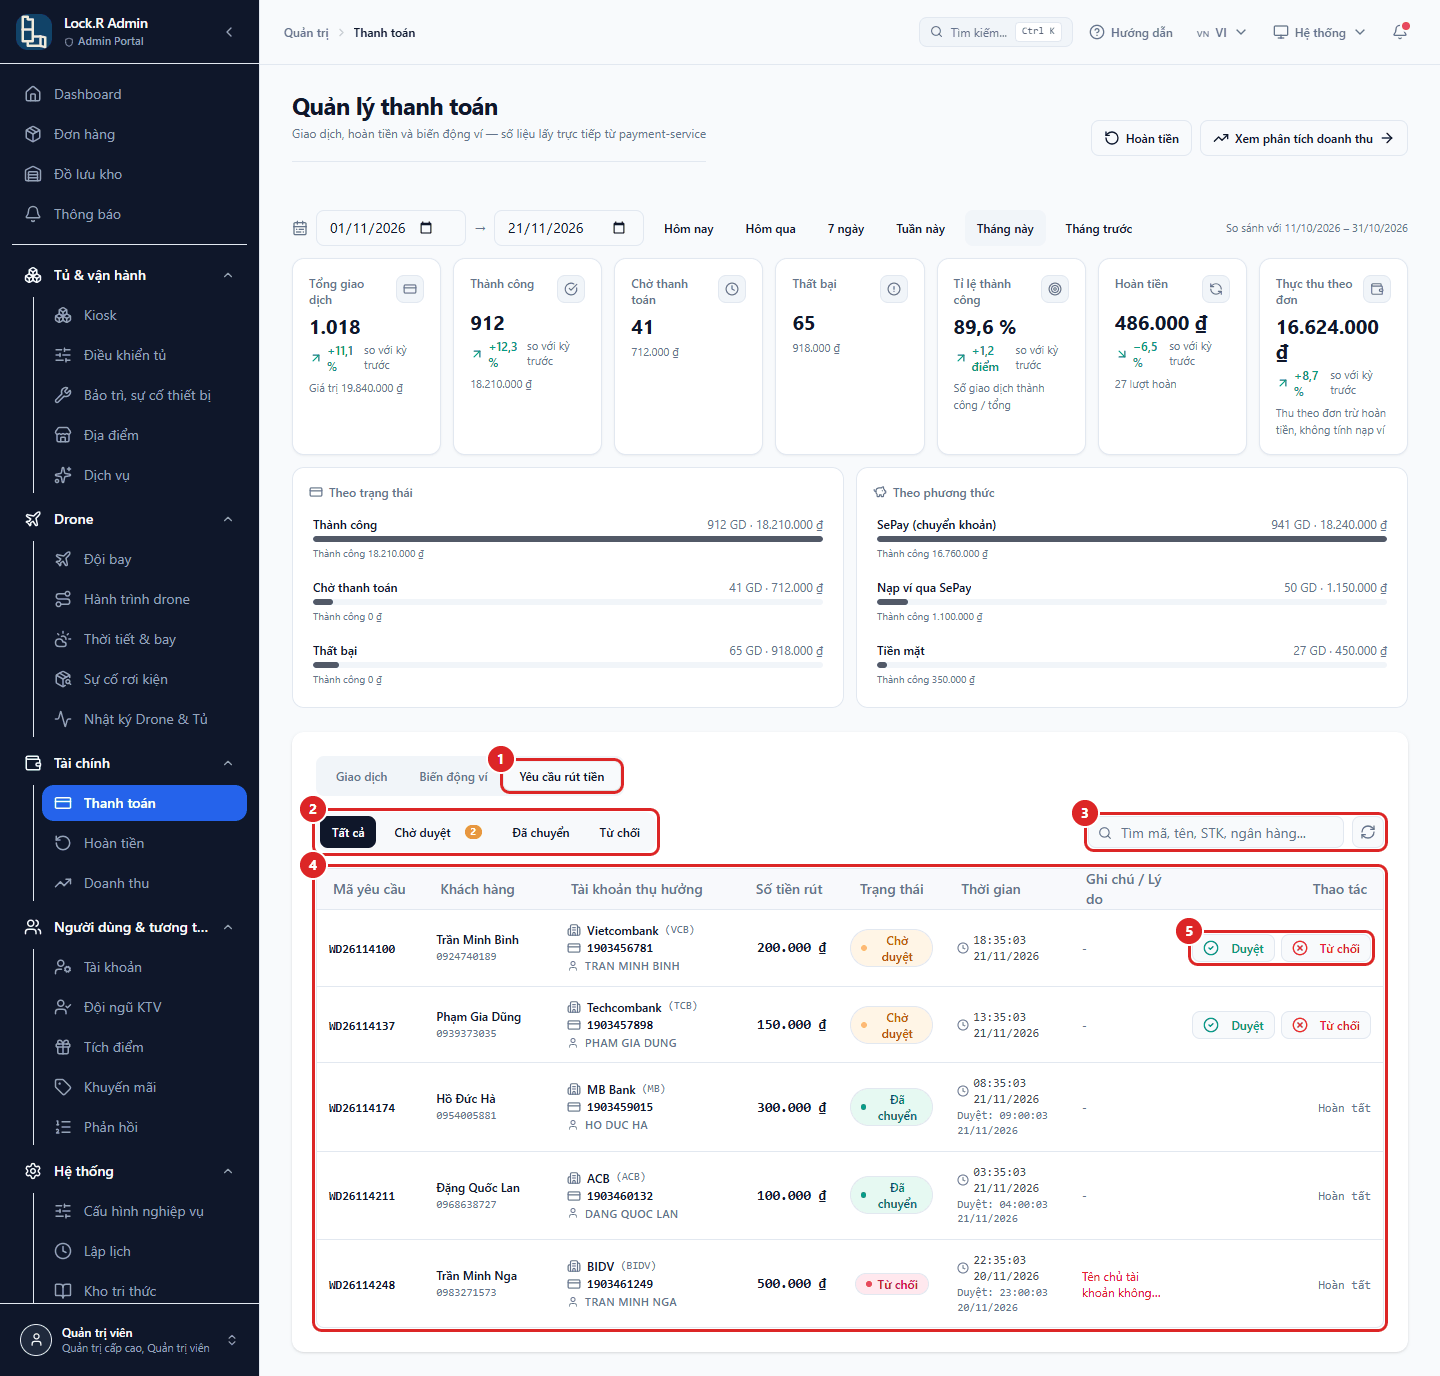 Lock.R Admin
Admin Portal
Dashboard
Đơn hàng
Đồ lưu kho
Thông báo
Tủ & vận hành
Kiosk
Điều khiển tủ
Bảo trì, sự cố thiết bị
Địa điểm
Dịch vụ
Drone
Đội bay
Hành trình drone
Thời tiết & bay
Sự cố rơi kiện
Nhật ký Drone & Tủ
Tài chính
Thanh toán
Hoàn tiền
Doanh thu
Người dùng & tương t...
Tài khoản
Đội ngũ KTV
Tích điểm
Khuyến mãi
Phản hồi
Hệ thống
Cấu hình nghiệp vụ
Lập lịch
Kho tri thức
Quản trị viên
Quản trị cấp cao, Quản trị viên
Quản trị > Thanh toán
Tìm kiếm... Ctrl K
Hướng dẫn
VN VI
Hệ thống
Quản lý thanh toán
Giao dịch, hoàn tiền và biến động ví — số liệu lấy trực tiếp từ payment-service
Hoàn tiền
Xem phân tích doanh thu →
01/11/2026 → 21/11/2026
Hôm nay
Hôm qua
7 ngày
Tuần này
Tháng này
Tháng trước
So sánh với 11/10/2026 – 31/10/2026
Tổng giao
dịch
1.018
+11,1
%
so với kỳ
trước
Giá trị 19.840.000 ₫
Thành công
912
+12,3
%
so với kỳ
trước
18.210.000 ₫
Chờ thanh
toán
41
712.000 ₫
Thất bại
65
918.000 ₫
Tỉ lệ thành
công
89,6 %
+1,2
điểm
so với kỳ
trước
Số giao dịch thành
công / tổng
Hoàn tiền
486.000 ₫
−6,5
%
so với kỳ
trước
27 lượt hoàn
Thực thu theo
đơn
16.624.000
₫
+8,7
%
so với kỳ
trước
Thu theo đơn trừ hoàn
tiền, không tính nạp ví
Theo trạng thái
Thành công 912 GD · 18.210.000 ₫
Thành công 18.210.000 ₫
Chờ thanh toán 41 GD · 712.000 ₫
Thành công 0 ₫
Thất bại 65 GD · 918.000 ₫
Thành công 0 ₫
Theo phương thức
SePay (chuyển khoản) 941 GD · 18.240.000 ₫
Thành công 16.760.000 ₫
Nạp ví qua SePay 50 GD · 1.150.000 ₫
Thành công 1.100.000 ₫
Tiền mặt 27 GD · 450.000 ₫
Thành công 350.000 ₫
1
Giao dịch
Biến động ví
Yêu cầu rút tiền
2
Tất cả
Chờ duyệt 2
Đã chuyển
Từ chối
3
Tìm mã, tên, STK, ngân hàng...
4
Mã yêu cầu
Khách hàng
Tài khoản thụ hưởng
Số tiền rút
Trạng thái
Thời gian
Ghi chú / Lý
do
Thao tác
WD26114100
Trần Minh Bình
0924740189
Vietcombank (VCB)
1903456781
TRAN MINH BINH
200.000 ₫
Chờ
duyệt
18:35:03
21/11/2026
-
5
Duyệt
Từ chối
WD26114137
Phạm Gia Dũng
0939373035
Techcombank (TCB)
1903457898
PHAM GIA DUNG
150.000 ₫
Chờ
duyệt
13:35:03
21/11/2026
-
Duyệt
Từ chối
WD26114174
Hồ Đức Hà
0954005881
MB Bank (MB)
1903459015
HO DUC HA
300.000 ₫
Đã
chuyển
08:35:03
21/11/2026
Duyệt: 09:00:03
21/11/2026
-
Hoàn tất
WD26114211
Đặng Quốc Lan
0968638727
ACB (ACB)
1903460132
DANG QUOC LAN
100.000 ₫
Đã
chuyển
03:35:03
21/11/2026
Duyệt: 04:00:03
21/11/2026
-
Hoàn tất
WD26114248
Trần Minh Nga
0983271573
BIDV (BIDV)
1903461249
TRAN MINH NGA
500.000 ₫
Từ chối
22:35:03
20/11/2026
Duyệt: 23:00:03
20/11/2026
Tên chủ tài
khoản không...
Hoàn tất